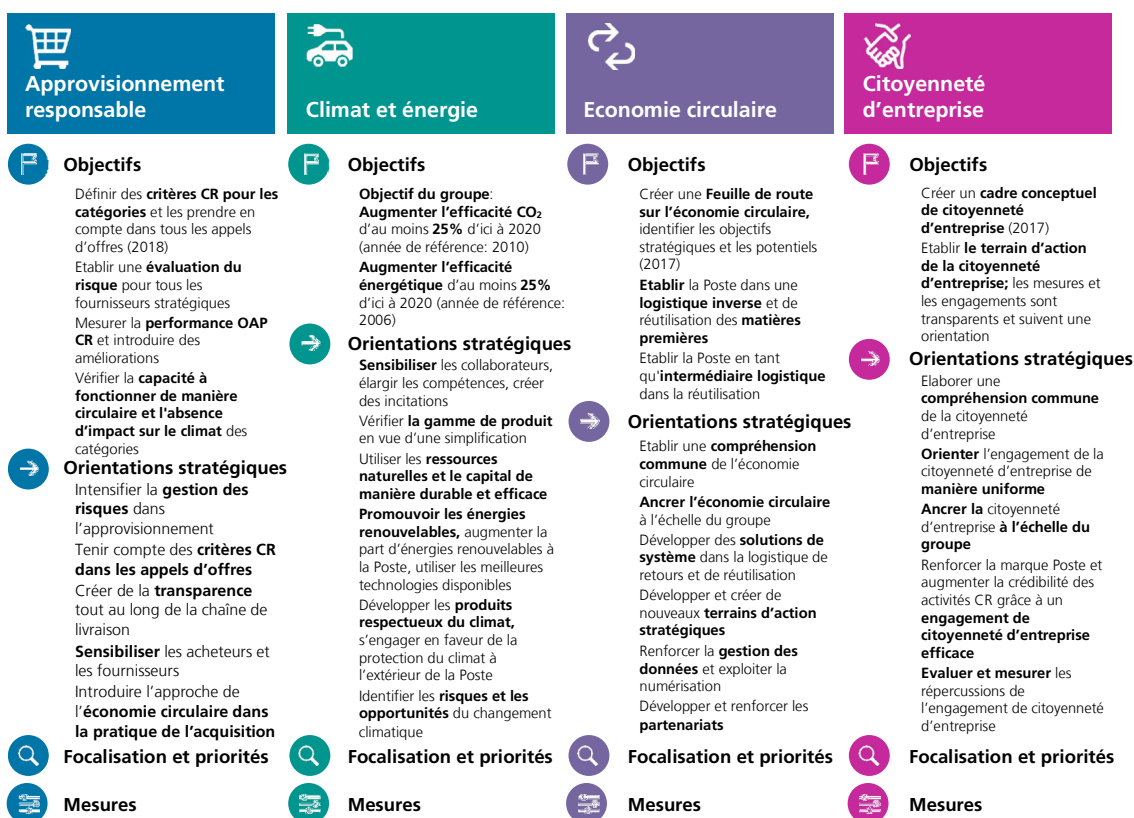 Approvisionnement
responsable
Objectifs
Définir des critères CR pour les
catégories et les prendre en
compte dans tous les appels
d'offres (2018)
Etablir une évaluation du
risque pour tous les
fournisseurs stratégiques
Mesurer la performance OAP
CR et introduire des
améliorations
Vérifier la capacité à
fonctionner de manière
circulaire et l'absence
d'impact sur le climat des
catégories
Orientations stratégiques
Intensifier la gestion des
risques dans
l'approvisionnement
Tenir compte des critères CR
dans les appels d'offres
Créer de la transparence
tout au long de la chaîne de
livraison
Sensibiliser les acheteurs et
les fournisseurs
Introduire l'approche de
l'économie circulaire dans
la pratique de l'acquisition
Focalisation et priorités
Mesures
Climat et énergie
Objectifs
Objectif du groupe:
Augmenter l'efficacité CO₂
d'au moins 25% d'ici à 2020
(année de référence: 2010)
Augmenter l'efficacité
énergétique d'au moins 25%
d'ici à 2020 (année de référence:
2006)
Orientations stratégiques
Sensibiliser les collaborateurs,
élargir les compétences, créer
des incitations
Vérifier la gamme de produit
en vue d'une simplification
Utiliser les ressources
naturelles et le capital de
manière durable et efficace
Promouvoir les énergies
renouvelables, augmenter la
part d'énergies renouvelables à
la Poste, utiliser les meilleures
technologies disponibles
Développer les produits
respectueux du climat,
s'engager en faveur de la
protection du climat à
l'extérieur de la Poste
Identifier les risques et les
opportunités du changement
climatique
Focalisation et priorités
Mesures
Economie circulaire
Objectifs
Créer une Feuille de route
sur l'économie circulaire,
identifier les objectifs
stratégiques et les potentiels
(2017)
Etablir la Poste dans une
logistique inverse et de
réutilisation des matières
premières
Etablir la Poste en tant
qu'intermédiaire logistique
dans la réutilisation
Orientations stratégiques
Etablir une compréhension
commune de l'économie
circulaire
Ancrer l'économie circulaire
à l'échelle du groupe
Développer des solutions de
système dans la logistique de
retours et de réutilisation
Développer et créer de
nouveaux terrains d'action
stratégiques
Renforcer la gestion des
données et exploiter la
numérisation
Développer et renforcer les
partenariats
Focalisation et priorités
Mesures
Citoyenneté
d'entreprise
Objectifs
Créer un cadre conceptuel
de citoyenneté
d'entreprise (2017)
Etablir le terrain d'action
de la citoyenneté
d'entreprise; les mesures et
les engagements sont
transparents et suivent une
orientation
Orientations stratégiques
Elaborer une
compréhension commune
de la citoyenneté
d'entreprise
Orienter l'engagement de la
citoyenneté d'entreprise de
manière uniforme
Ancrer la citoyenneté
d'entreprise à l'échelle du
groupe
Renforcer la marque Poste et
augmenter la crédibilité des
activités CR grâce à un
engagement de
citoyenneté d'entreprise
efficace
Evaluer et mesurer les
répercussions de
l'engagement de citoyenneté
d'entreprise
Focalisation et priorités
Mesures